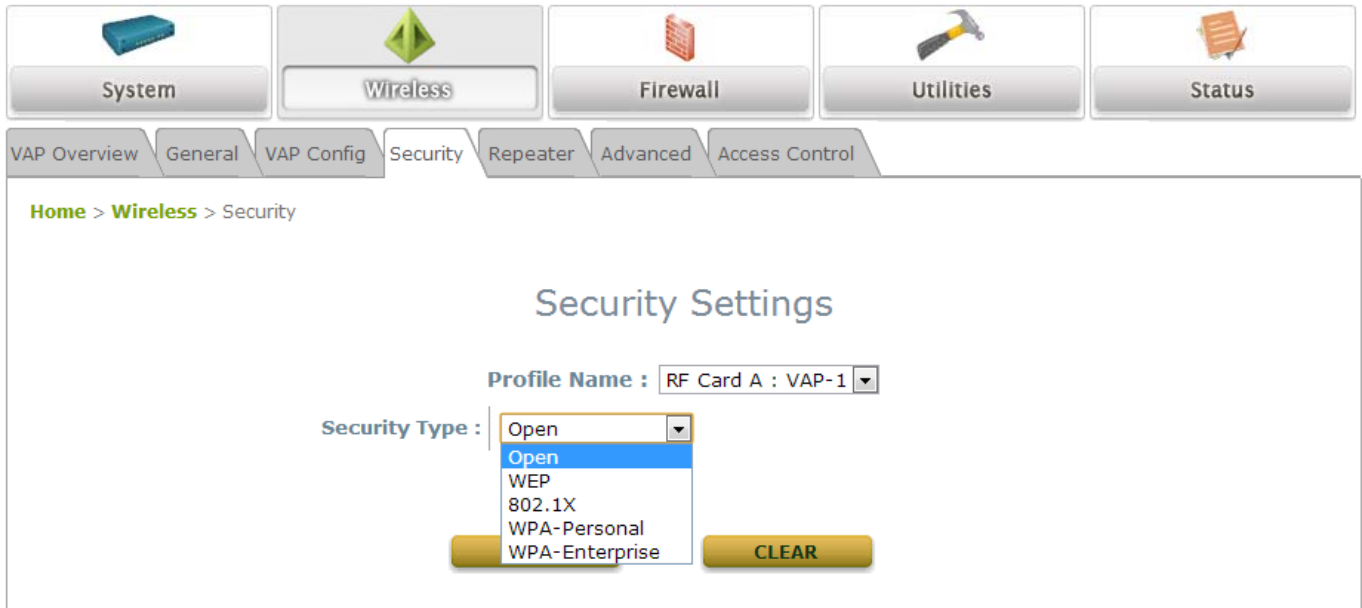 System Wireless Firewall Utilities Status
VAP Overview General VAP Config Security Repeater Advanced Access Control
Home > Wireless > Security
Security Settings
Profile Name : RF Card A : VAP-1
Security Type : Open
Open
WEP
802.1X
WPA-Personal
WPA-Enterprise
CLEAR